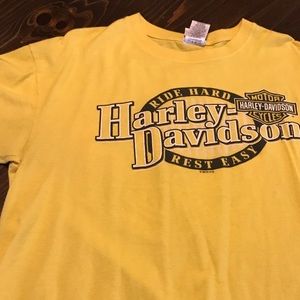 RIDE HARD
MOTOR
HARLEY-DAVIDSON
CYCLES
Harley-
Davidson
REST EASY